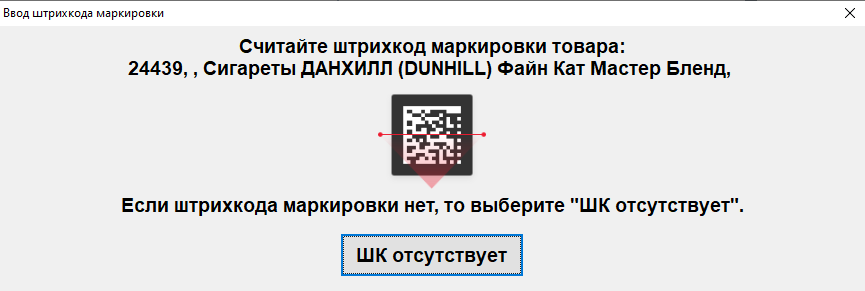 Ввод штрихкода маркировки
Считайте штрихкод маркировки товара:
24439, , Сигареты ДАНХИЛЛ (DUNHILL) Файн Кат Мастер Бленд,
Если штрихкода маркировки нет, то выберите "ШК отсутствует".
ШК отсутствует